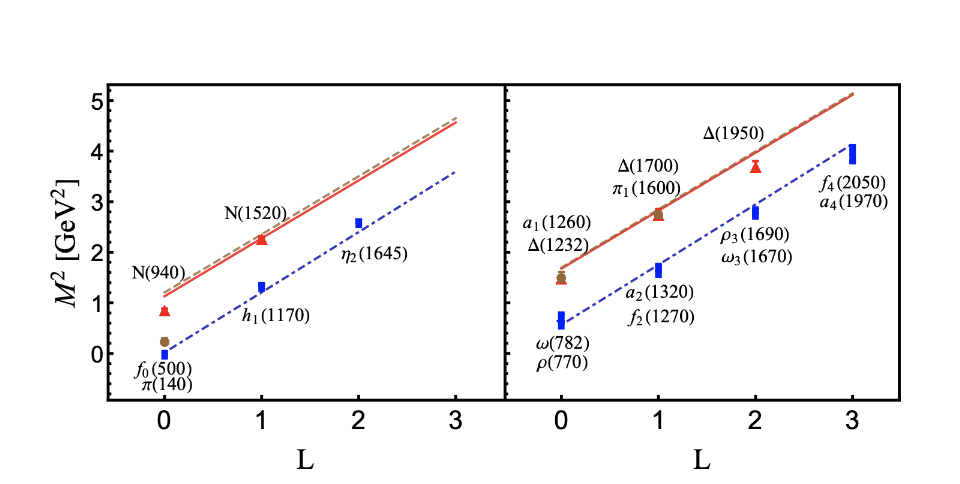 M² [GeV²]
5
4
3
2
1
0
N(1520)
N(940)
η₂(1645)
h₁(1170)
f₀(500)
π(140)
0 1 2 3
L
Δ(1950)
Δ(1700)
π₁(1600)
a₁(1260)
Δ(1232)
f₄(2050)
a₄(1970)
ρ₃(1690)
ω₃(1670)
a₂(1320)
f₂(1270)
ω(782)
ρ(770)
0 1 2 3
L